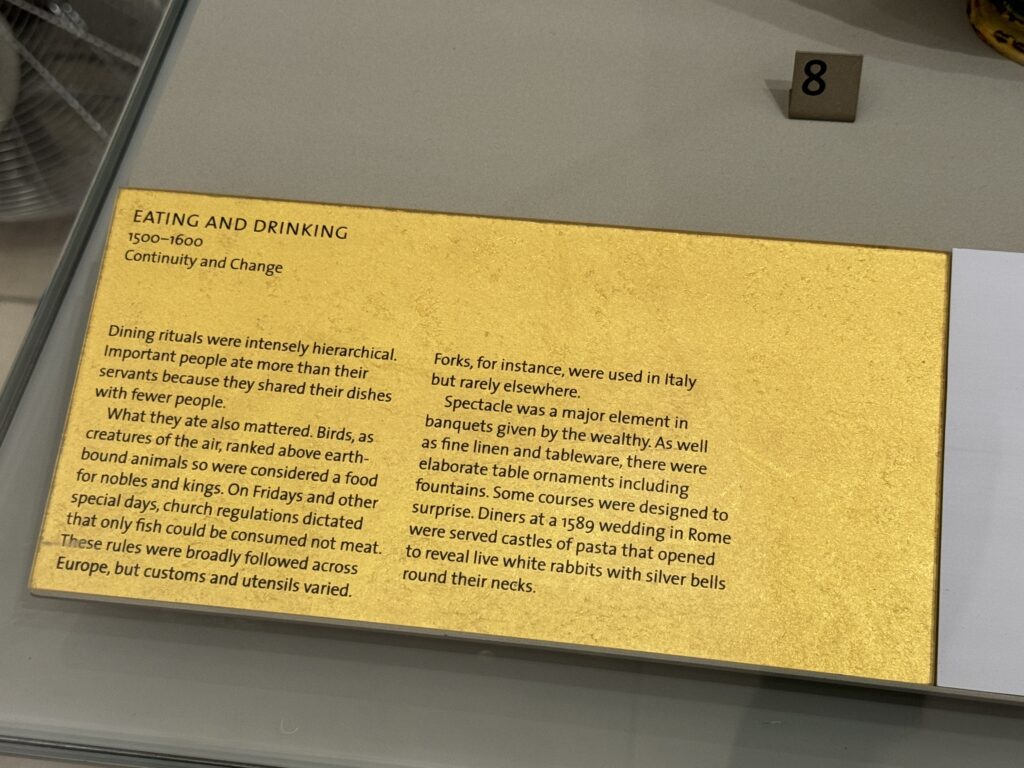 8
EATING AND DRINKING
1500–1600
Continuity and Change
Dining rituals were intensely hierarchical.
Important people ate more than their
servants because they shared their dishes
with fewer people.
What they ate also mattered. Birds, as
creatures of the air, ranked above earth-
bound animals so were considered a food
for nobles and kings. On Fridays and other
special days, church regulations dictated
that only fish could be consumed not meat.
These rules were broadly followed across
Europe, but customs and utensils varied.
Forks, for instance, were used in Italy
but rarely elsewhere.
Spectacle was a major element in
banquets given by the wealthy. As well
as fine linen and tableware, there were
elaborate table ornaments including
fountains. Some courses were designed to
surprise. Diners at a 1589 wedding in Rome
were served castles of pasta that opened
to reveal live white rabbits with silver bells
round their necks.